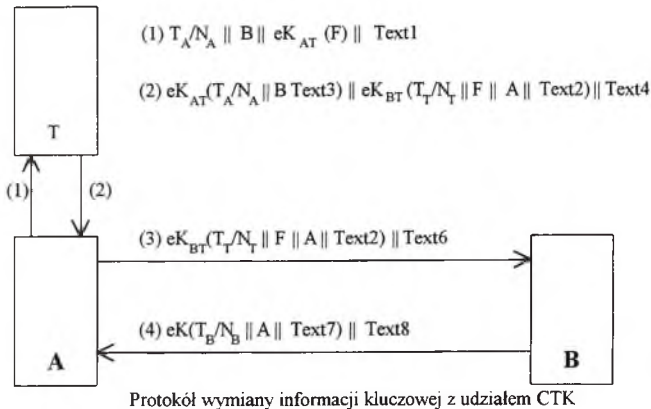 (1) T_A/N_A || B || eK_AT (F) || Text1
(2) eK_AT(T_A/N_A || B Text3) || eK_BT (T_T/N_T || F || A || Text2) || Text4
T
(1)
(2)
(3) eK_BT(T_T/N_T || F || A || Text2) || Text6
(4) eK(T_B/N_B || A || Text7) || Text8
A
B
Protokół wymiany informacji kluczowej z udziałem CTK